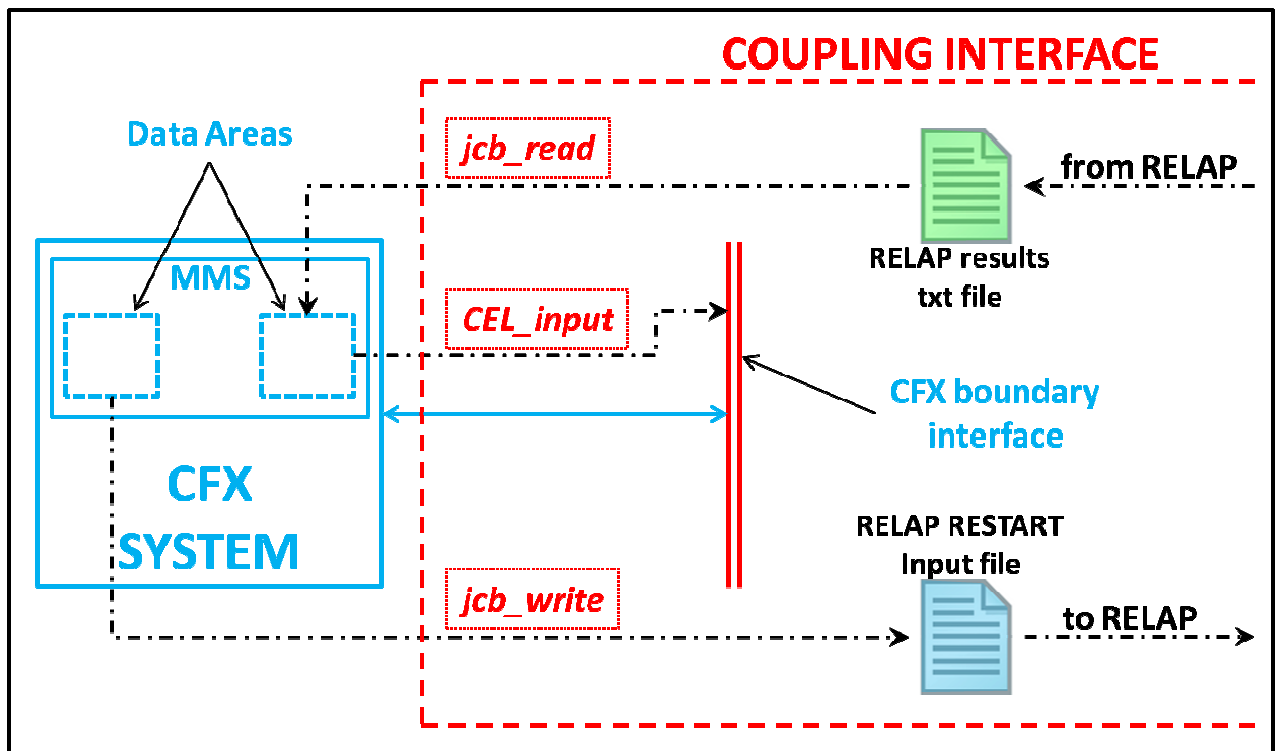 COUPLING INTERFACE
Data Areas
jcb_read
from RELAP
RELAP results
txt file
MMS
CEL_input
CFX boundary
interface
CFX
SYSTEM
RELAP RESTART
Input file
jcb_write
to RELAP